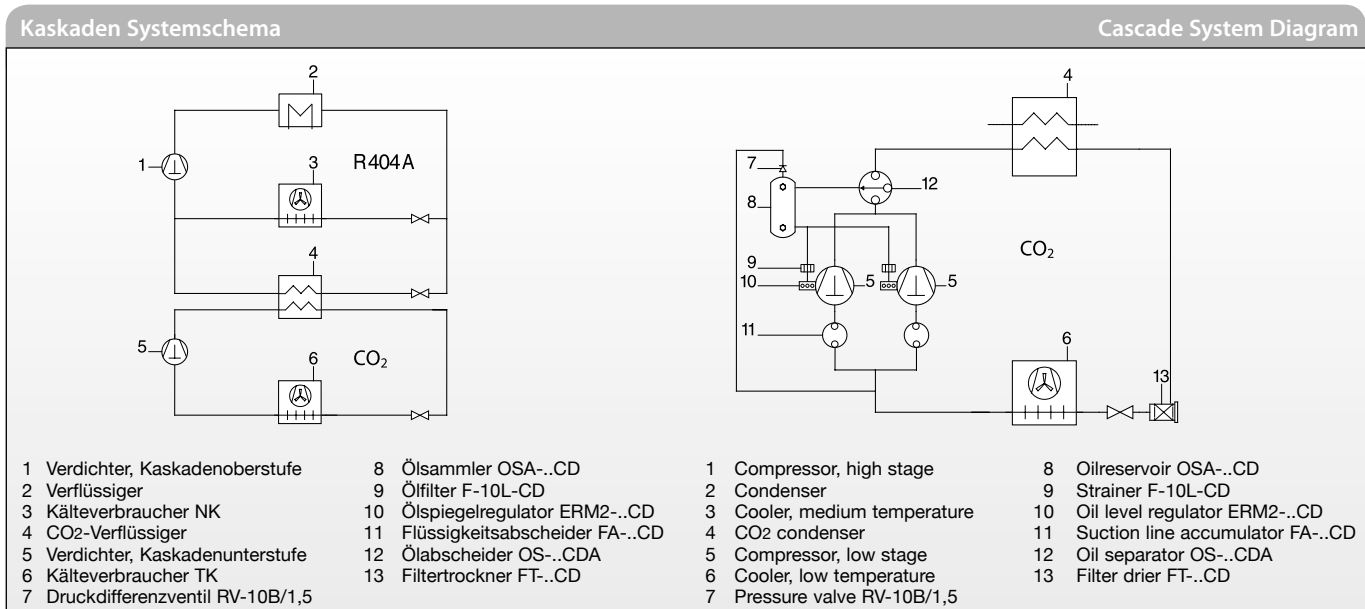 Kaskaden Systemschema
Cascade System Diagram
2
1
3
R404A
4
5
6
CO2
4
7
12
8
CO2
9
10
5
5
11
6
13
1 Verdichter, Kaskadenoberstufe
2 Verflüssiger
3 Kälteverbraucher NK
4 CO2-Verflüssiger
5 Verdichter, Kaskadenunterstufe
6 Kälteverbraucher TK
7 Druckdifferenzventil RV-10B/1,5
8 Ölsammler OSA-..CD
9 Ölfilter F-10L-CD
10 Ölspiegelregulator ERM2-..CD
11 Flüssigkeitsabscheider FA-..CD
12 Ölabscheider OS-..CDA
13 Filtertrockner FT-..CD
1 Compressor, high stage
2 Condenser
3 Cooler, medium temperature
4 CO2 condenser
5 Compressor, low stage
6 Cooler, low temperature
7 Pressure valve RV-10B/1,5
8 Oilreservoir OSA-..CD
9 Strainer F-10L-CD
10 Oil level regulator ERM2-..CD
11 Suction line accumulator FA-..CD
12 Oil separator OS-..CDA
13 Filter drier FT-..CD